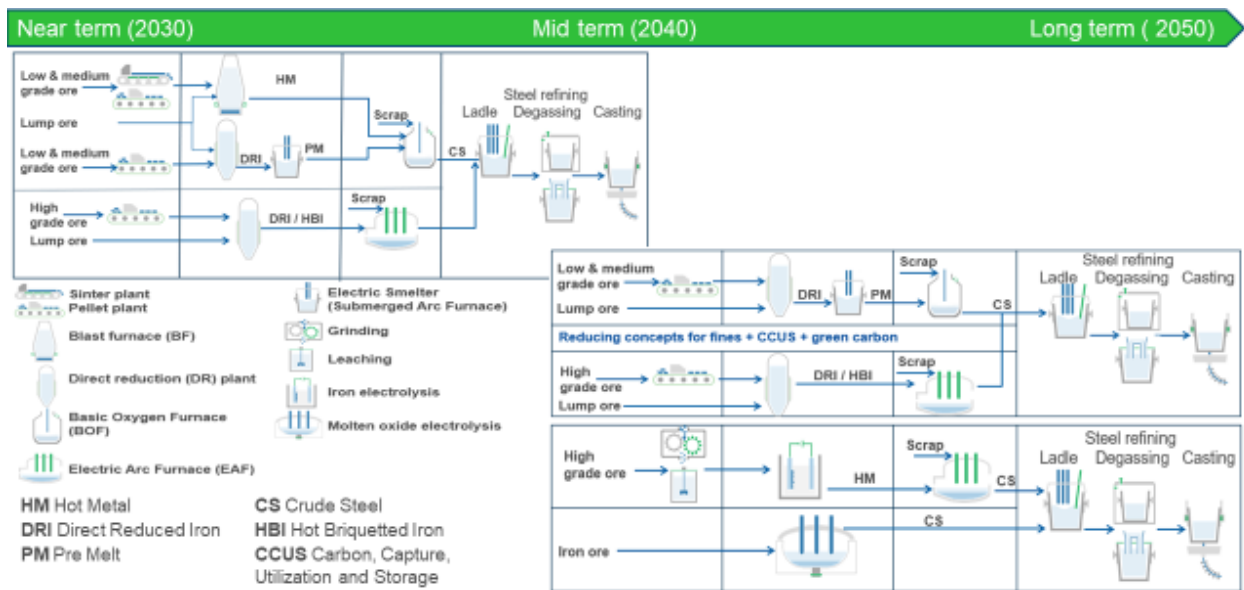 Near term (2030)
Mid term (2040)
Long term ( 2050)
Low & medium
grade ore
HM
Lump ore
Low & medium
grade ore
DRI
PM
Scrap
CS
Ladle
Steel refining
Degassing
Casting
High
grade ore
Lump ore
DRI / HBI
Scrap
Sinter plant
Pellet plant
Blast furnace (BF)
Direct reduction (DR) plant
Basic Oxygen Furnace
(BOF)
Electric Arc Furnace (EAF)
Electric Smelter
(Submerged Arc Furnace)
Grinding
Leaching
Iron electrolysis
Molten oxide electrolysis
HM Hot Metal
DRI Direct Reduced Iron
PM Pre Melt
CS Crude Steel
HBI Hot Briquetted Iron
CCUS Carbon, Capture,
Utilization and Storage
Low & medium
grade ore
Lump ore
DRI
PM
Scrap
CS
Ladle
Steel refining
Degassing
Casting
Reducing concepts for fines + CCUS + green carbon
High
grade ore
Lump ore
DRI / HBI
Scrap
High
grade ore
HM
Scrap
CS
Ladle
Steel refining
Degassing
Casting
Iron ore
CS